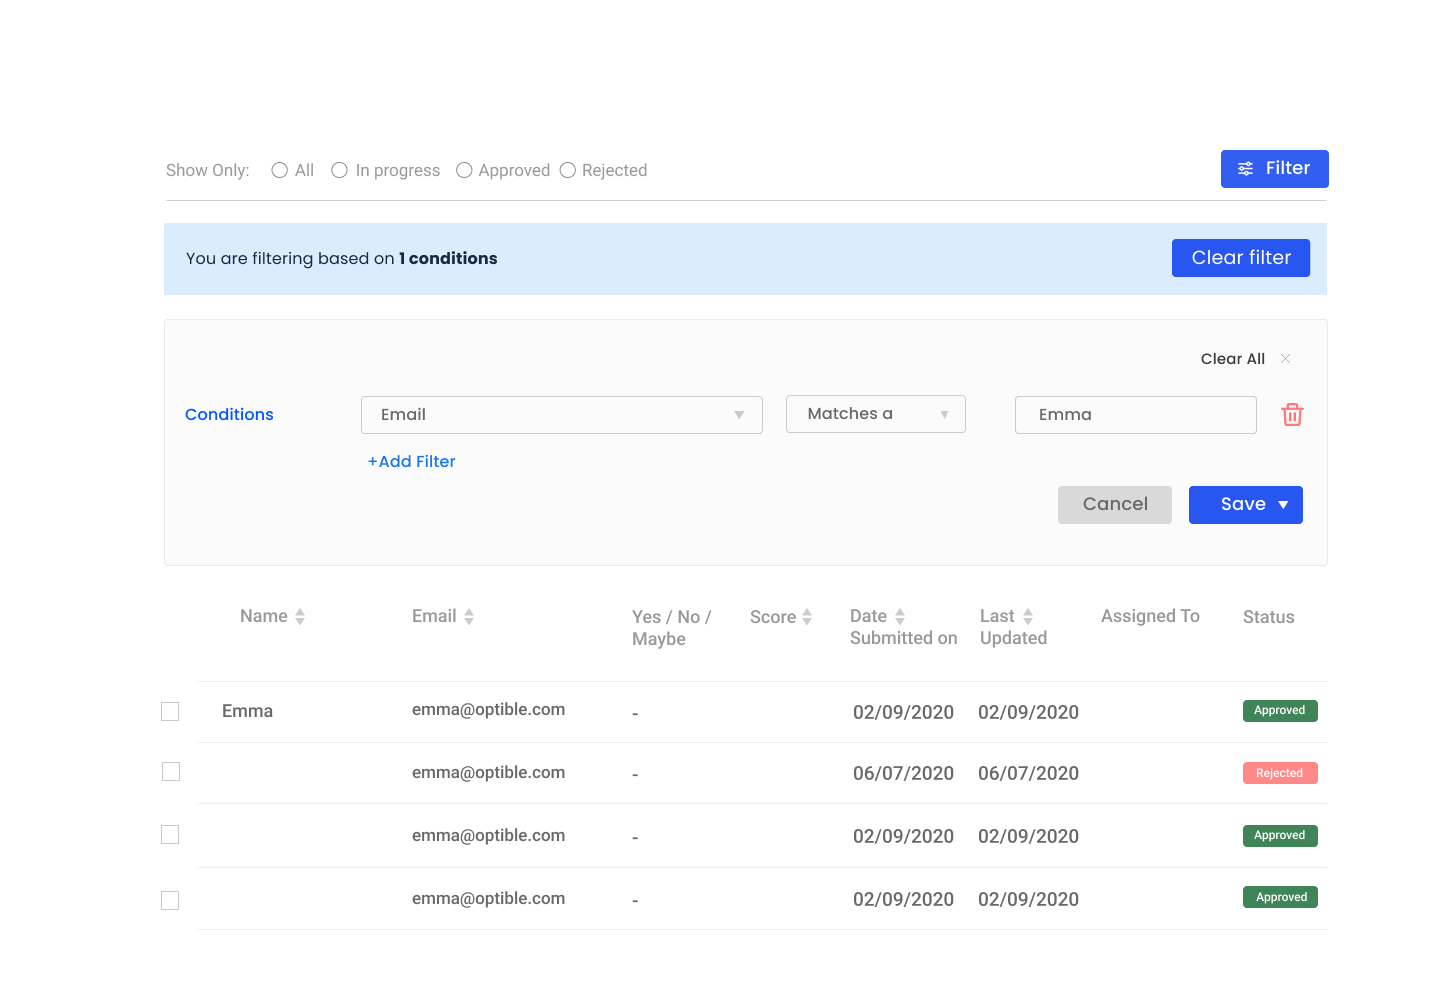 Show Only: All In progress Approved Rejected Filter
You are filtering based on 1 conditions Clear filter
Clear All
Conditions Email Matches a Emma
+Add Filter
Cancel Save
Name Email Yes / No / Maybe Score Date Submitted on Last Updated Assigned To Status
Emma emma@optible.com - 02/09/2020 02/09/2020 Approved
emma@optible.com - 06/07/2020 06/07/2020 Rejected
emma@optible.com - 02/09/2020 02/09/2020 Approved
emma@optible.com - 02/09/2020 02/09/2020 Approved